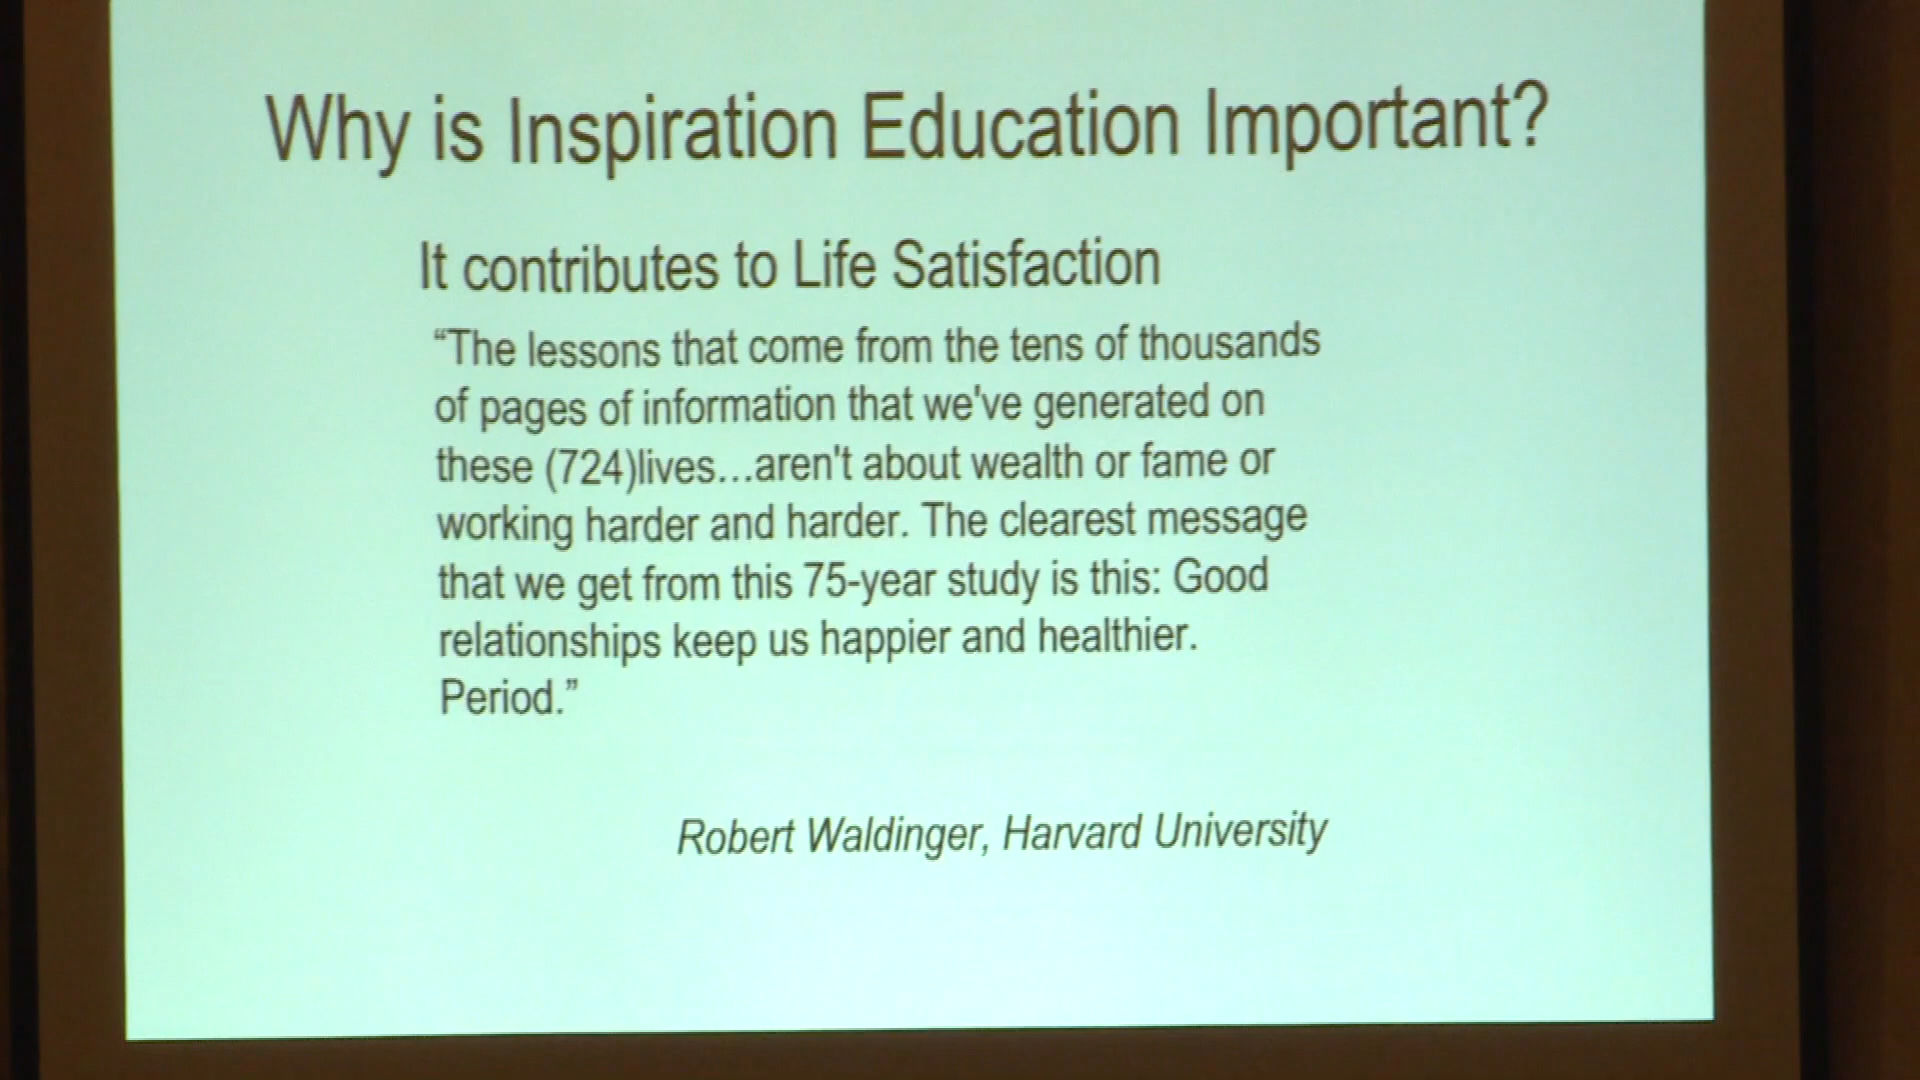 Why is Inspiration Education Important?
It contributes to Life Satisfaction
“The lessons that come from the tens of thousands
of pages of information that we've generated on
these (724)lives...aren't about wealth or fame or
working harder and harder. The clearest message
that we get from this 75-year study is this: Good
relationships keep us happier and healthier.
Period.”
Robert Waldinger, Harvard University